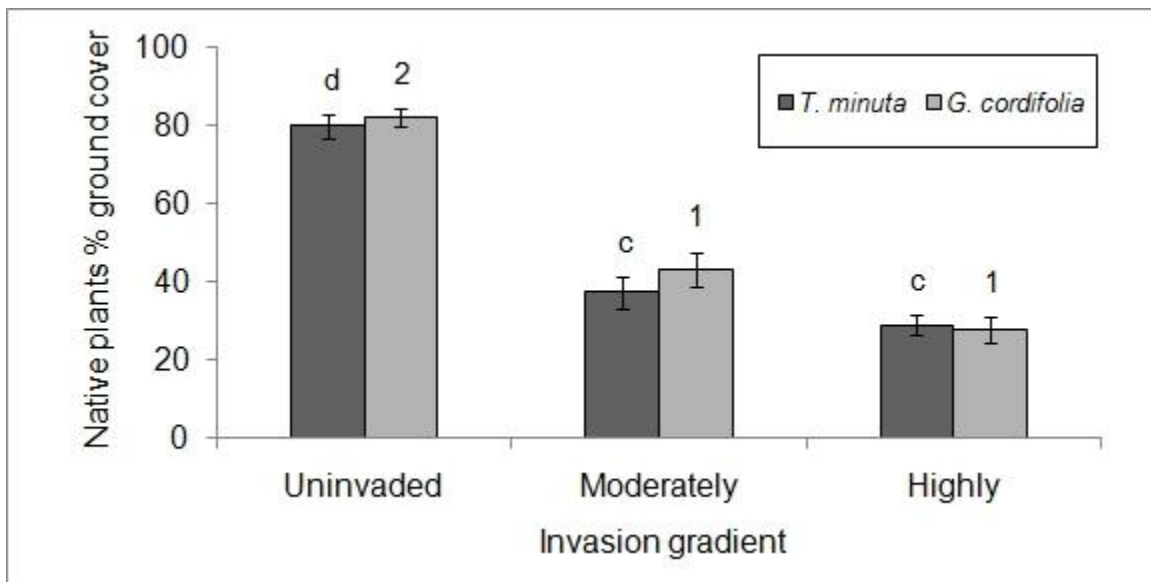 Native plants % ground cover
100
80
60
40
20
0
d
2
c
1
c
1
T. minuta
G. cordifolia
Uninvaded
Moderately
Highly
Invasion gradient